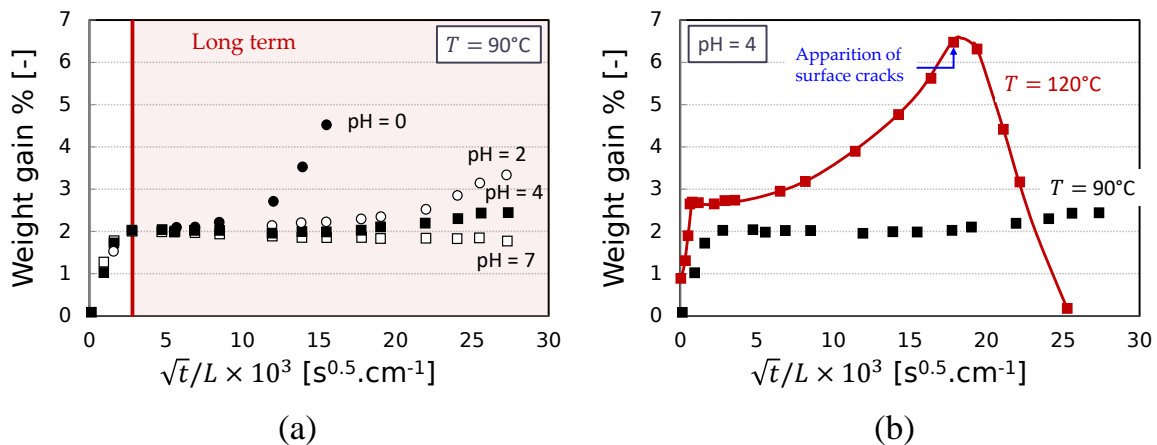 7
6
5
4
3
2
1
0
Weight gain % [-]
Long term
T = 90°C
pH = 0
pH = 2
pH = 4
pH = 7
0 5 10 15 20 25 30
√t/L × 10³ [s⁰·⁵.cm⁻¹]
(a)
7
6
5
4
3
2
1
0
Weight gain % [-]
pH = 4
Apparition of
surface cracks
T = 120°C
T = 90°C
0 5 10 15 20 25 30
√t/L × 10³ [s⁰·⁵.cm⁻¹]
(b)